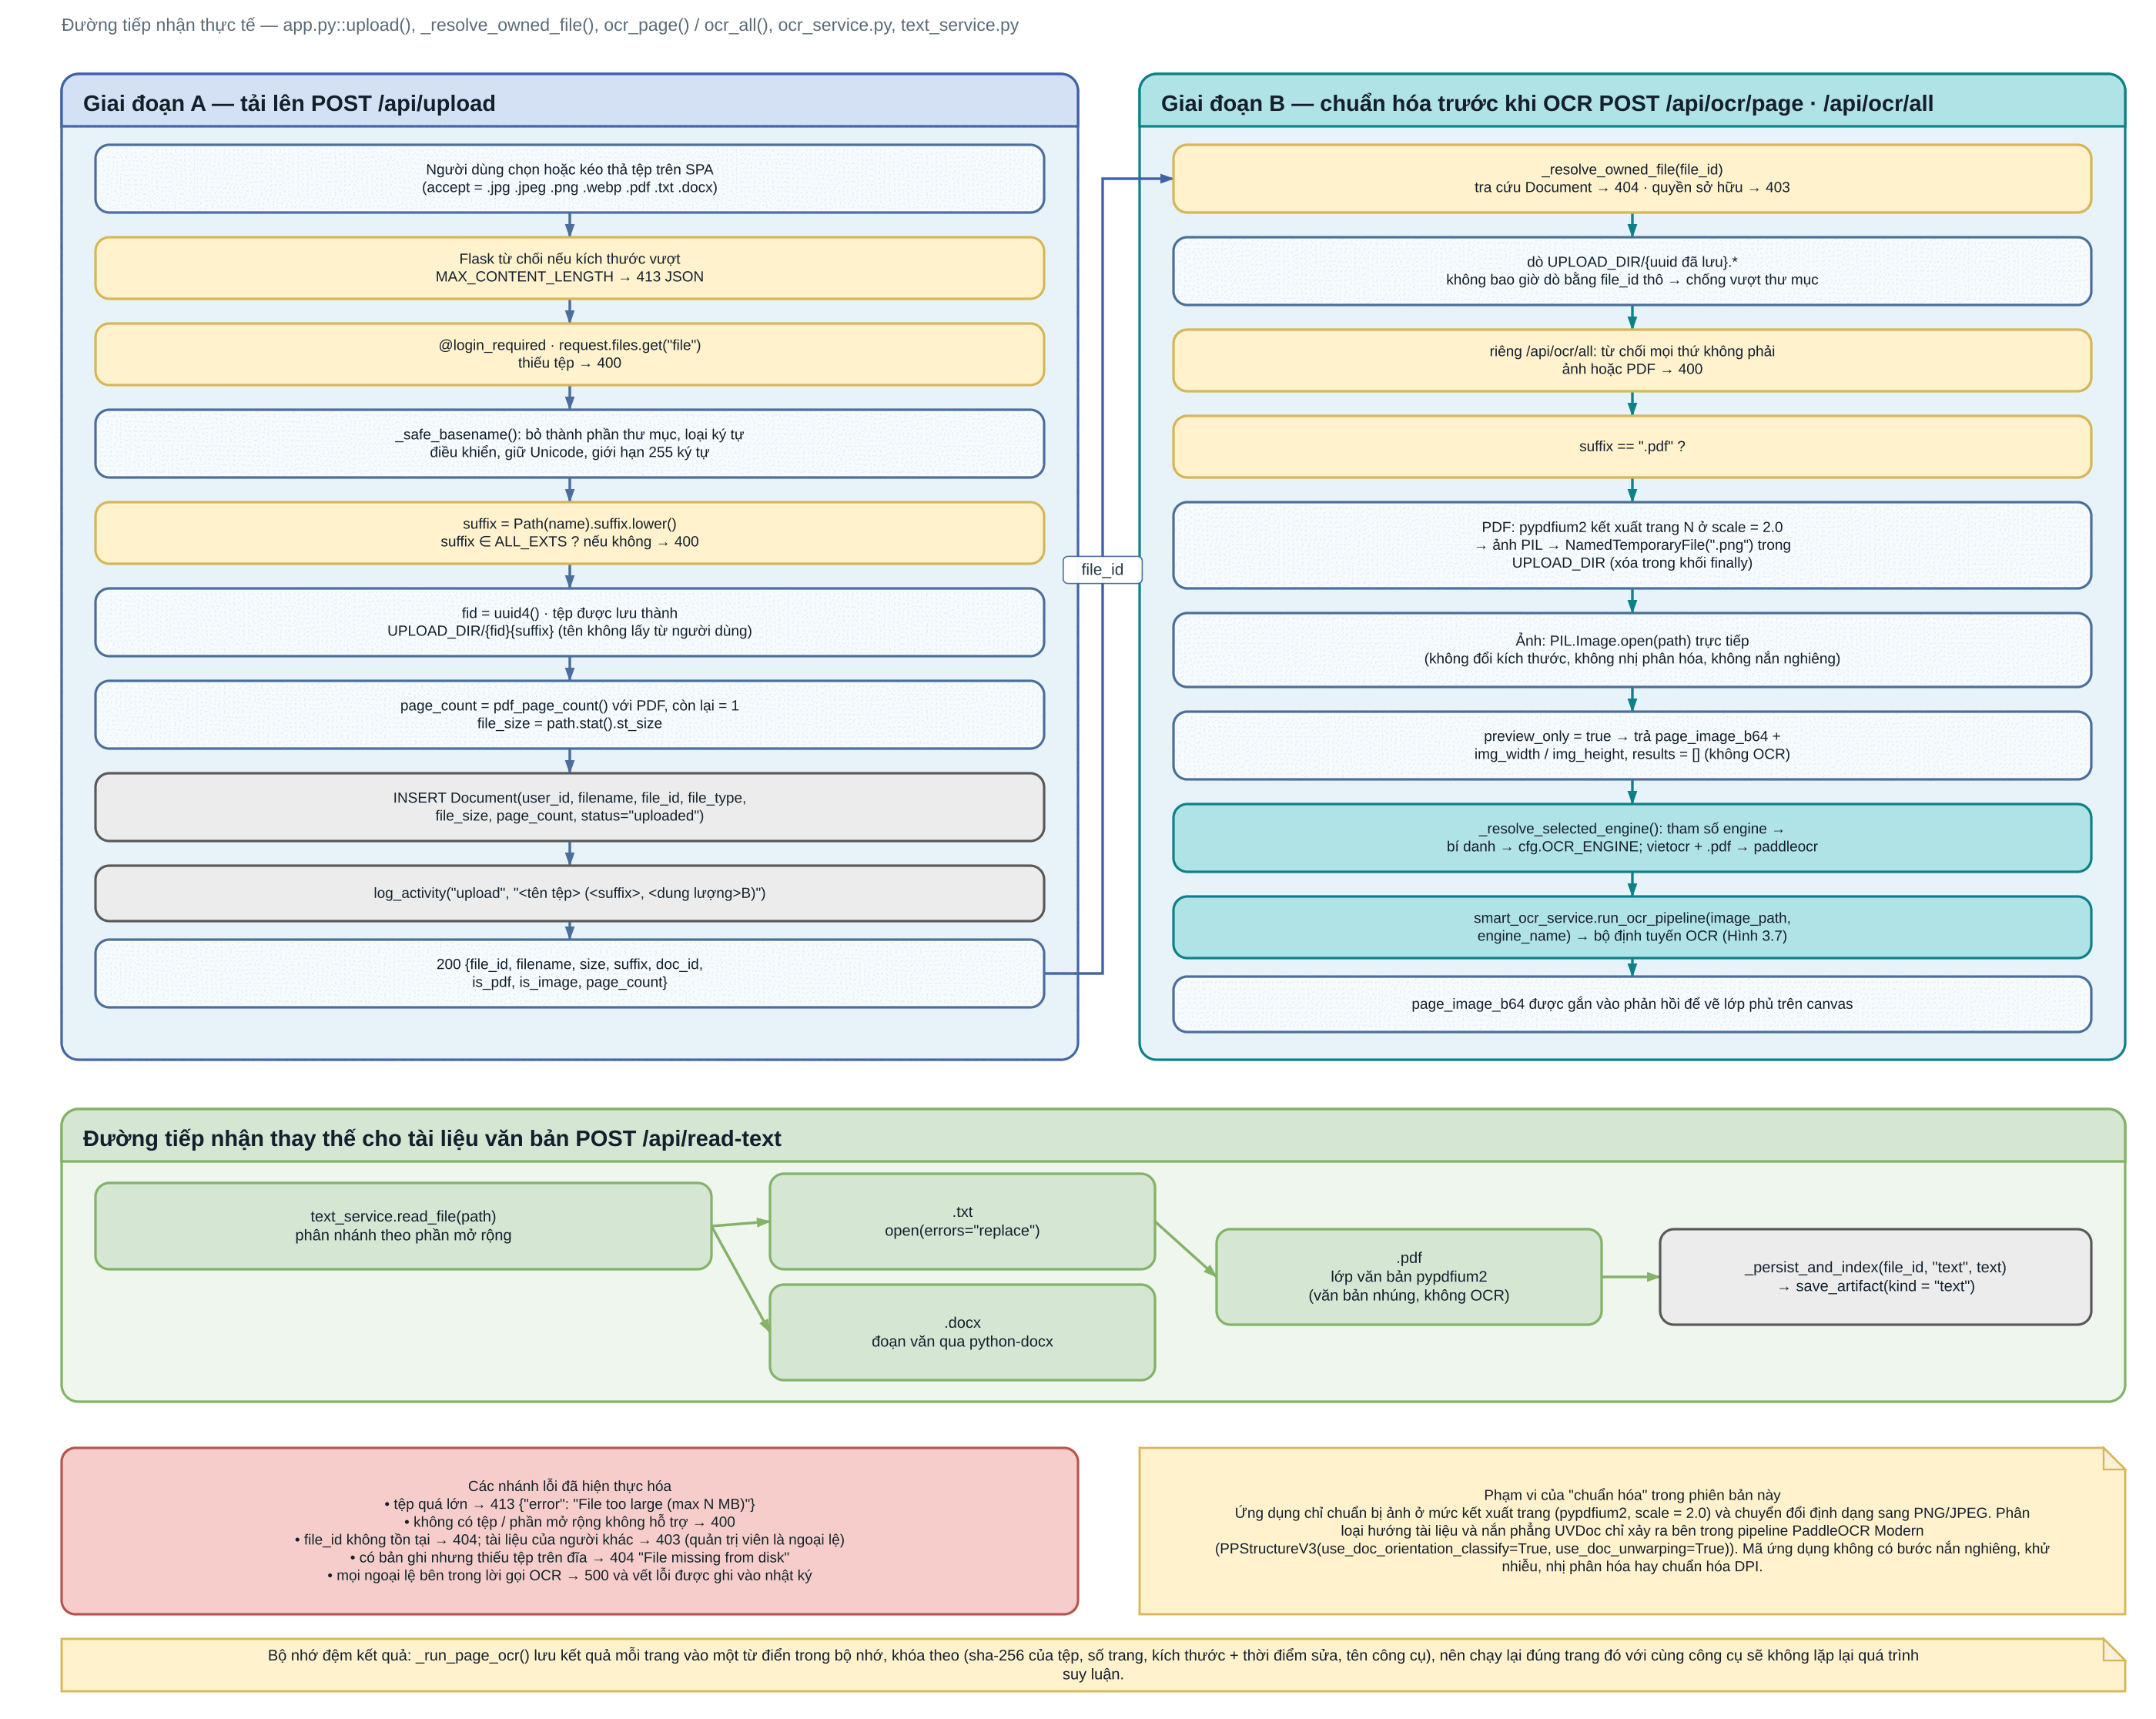 Đường tiếp nhận thực tế — app.py::upload(), _resolve_owned_file(), ocr_page() / ocr_all(), ocr_service.py, text_service.py
Giai đoạn A — tải lên POST /api/upload
Người dùng chọn hoặc kéo thả tệp trên SPA
(accept = .jpg .jpeg .png .webp .pdf .txt .docx)
Flask từ chối nếu kích thước vượt
MAX_CONTENT_LENGTH → 413 JSON
@login_required · request.files.get("file")
thiếu tệp → 400
_safe_basename(): bỏ thành phần thư mục, loại ký tự
điều khiển, giữ Unicode, giới hạn 255 ký tự
suffix = Path(name).suffix.lower()
suffix ∈ ALL_EXTS ? nếu không → 400
fid = uuid4() · tệp được lưu thành
UPLOAD_DIR/{fid}{suffix} (tên không lấy từ người dùng)
page_count = pdf_page_count() với PDF, còn lại = 1
file_size = path.stat().st_size
INSERT Document(user_id, filename, file_id, file_type,
file_size, page_count, status="uploaded")
log_activity("upload", "<tên tệp> (<suffix>, <dung lượng>B)")
200 {file_id, filename, size, suffix, doc_id,
is_pdf, is_image, page_count}
file_id
Giai đoạn B — chuẩn hóa trước khi OCR POST /api/ocr/page · /api/ocr/all
_resolve_owned_file(file_id)
tra cứu Document → 404 · quyền sở hữu → 403
dò UPLOAD_DIR/{uuid đã lưu}.*
không bao giờ dò bằng file_id thô → chống vượt thư mục
riêng /api/ocr/all: từ chối mọi thứ không phải
ảnh hoặc PDF → 400
suffix == ".pdf" ?
PDF: pypdfium2 kết xuất trang N ở scale = 2.0
→ ảnh PIL → NamedTemporaryFile(".png") trong
UPLOAD_DIR (xóa trong khối finally)
Ảnh: PIL.Image.open(path) trực tiếp
(không đổi kích thước, không nhị phân hóa, không nắn nghiêng)
preview_only = true → trả page_image_b64 +
img_width / img_height, results = [] (không OCR)
_resolve_selected_engine(): tham số engine →
bí danh → cfg.OCR_ENGINE; vietocr + .pdf → paddleocr
smart_ocr_service.run_ocr_pipeline(image_path,
engine_name) → bộ định tuyến OCR (Hình 3.7)
page_image_b64 được gắn vào phản hồi để vẽ lớp phủ trên canvas
Đường tiếp nhận thay thế cho tài liệu văn bản POST /api/read-text
text_service.read_file(path)
phân nhánh theo phần mở rộng
.txt
open(errors="replace")
.docx
đoạn văn qua python-docx
.pdf
lớp văn bản pypdfium2
(văn bản nhúng, không OCR)
_persist_and_index(file_id, "text", text)
→ save_artifact(kind = "text")
Các nhánh lỗi đã hiện thực hóa
• tệp quá lớn → 413 {"error": "File too large (max N MB)"}
• không có tệp / phần mở rộng không hỗ trợ → 400
• file_id không tồn tại → 404; tài liệu của người khác → 403 (quản trị viên là ngoại lệ)
• có bản ghi nhưng thiếu tệp trên đĩa → 404 "File missing from disk"
• mọi ngoại lệ bên trong lời gọi OCR → 500 và vết lỗi được ghi vào nhật ký
Phạm vi của "chuẩn hóa" trong phiên bản này
Ứng dụng chỉ chuẩn bị ảnh ở mức kết xuất trang (pypdfium2, scale = 2.0) và chuyển đổi định dạng sang PNG/JPEG. Phân
loại hướng tài liệu và nắn phẳng UVDoc chỉ xảy ra bên trong pipeline PaddleOCR Modern
(PPStructureV3(use_doc_orientation_classify=True, use_doc_unwarping=True)). Mã ứng dụng không có bước nắn nghiêng, khử
nhiễu, nhị phân hóa hay chuẩn hóa DPI.
Bộ nhớ đệm kết quả: _run_page_ocr() lưu kết quả mỗi trang vào một từ điển trong bộ nhớ, khóa theo (sha-256 của tệp, số trang, kích thước + thời điểm sửa, tên công cụ), nên chạy lại đúng trang đó với cùng công cụ sẽ không lặp lại quá trình
suy luận.